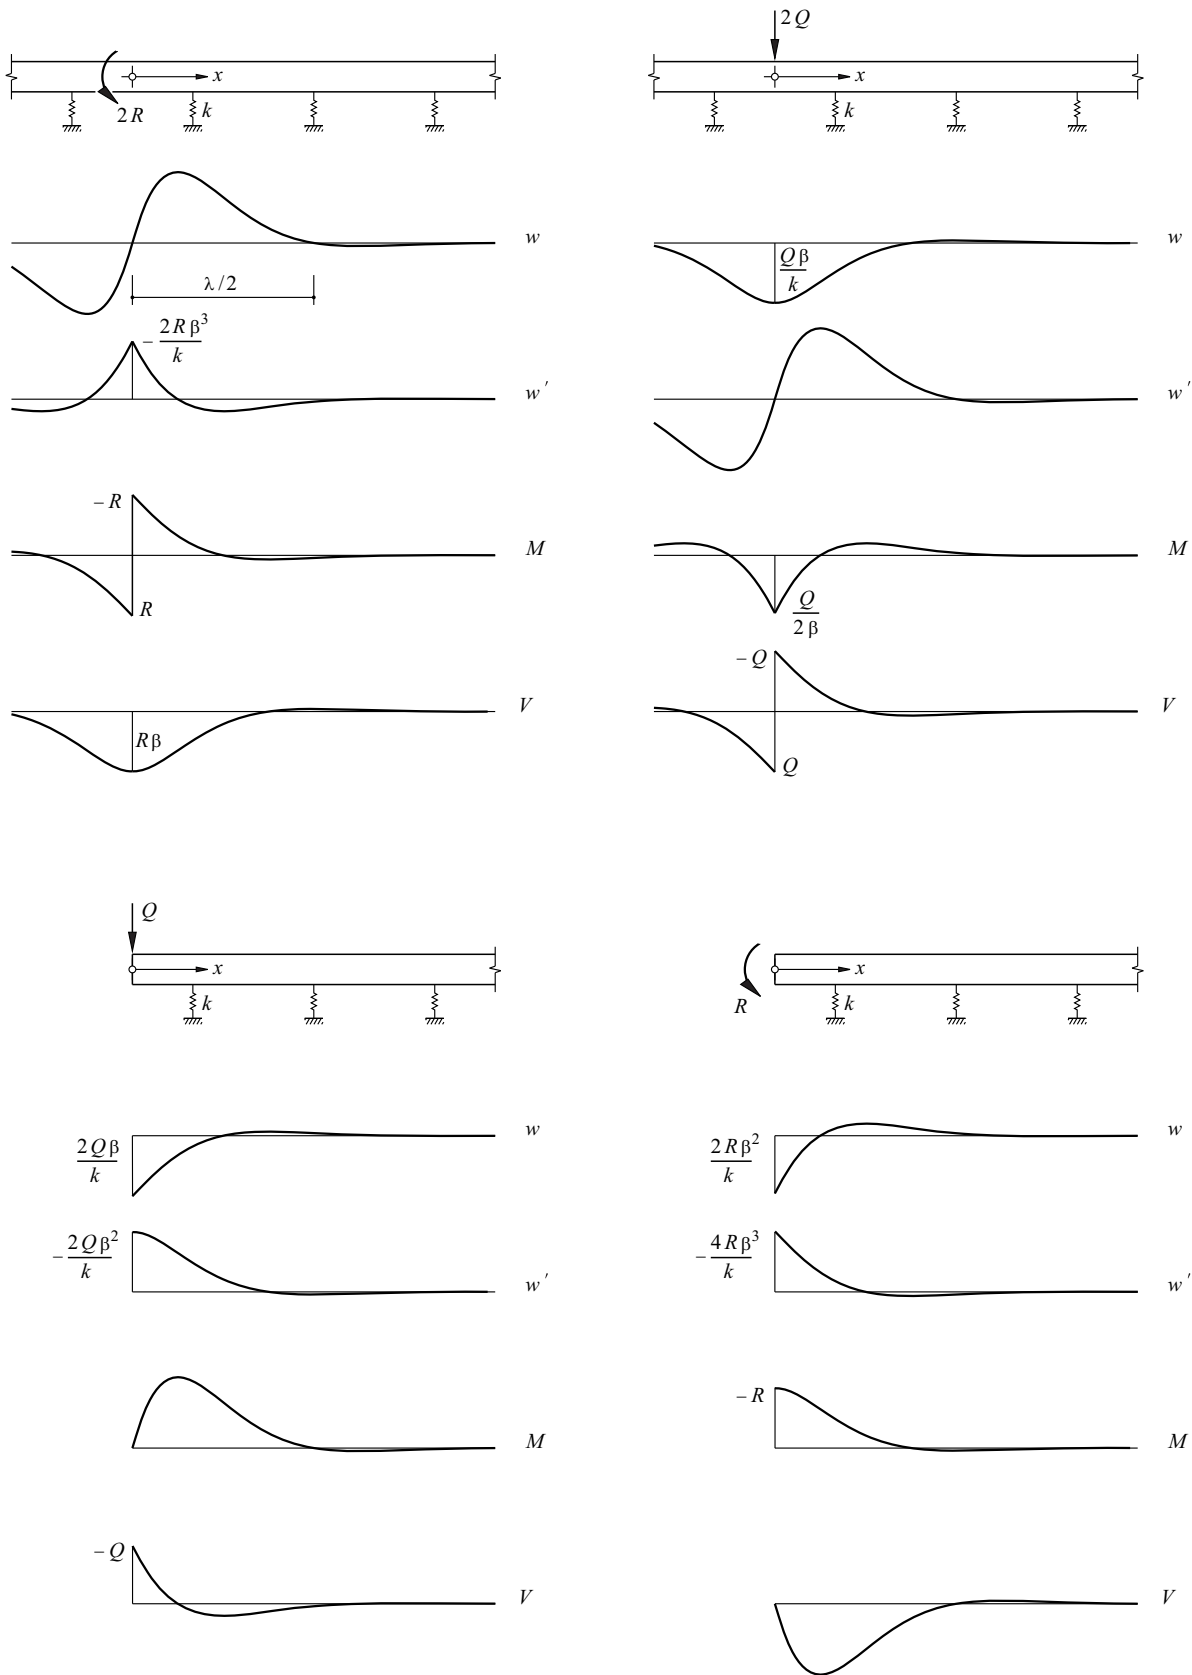 2Q
x
x
2R
k
k
w
w
Qβ
k
λ/2
− 2Rβ³
k
w′
w′
− R
M
M
R
Q
2β
− Q
V
V
Rβ
Q
Q
x
x
k
R
k
w
w
2Qβ
k
2Rβ²
k
− 2Qβ²
k
− 4Rβ³
k
w′
w′
− R
M
M
− Q
V
V